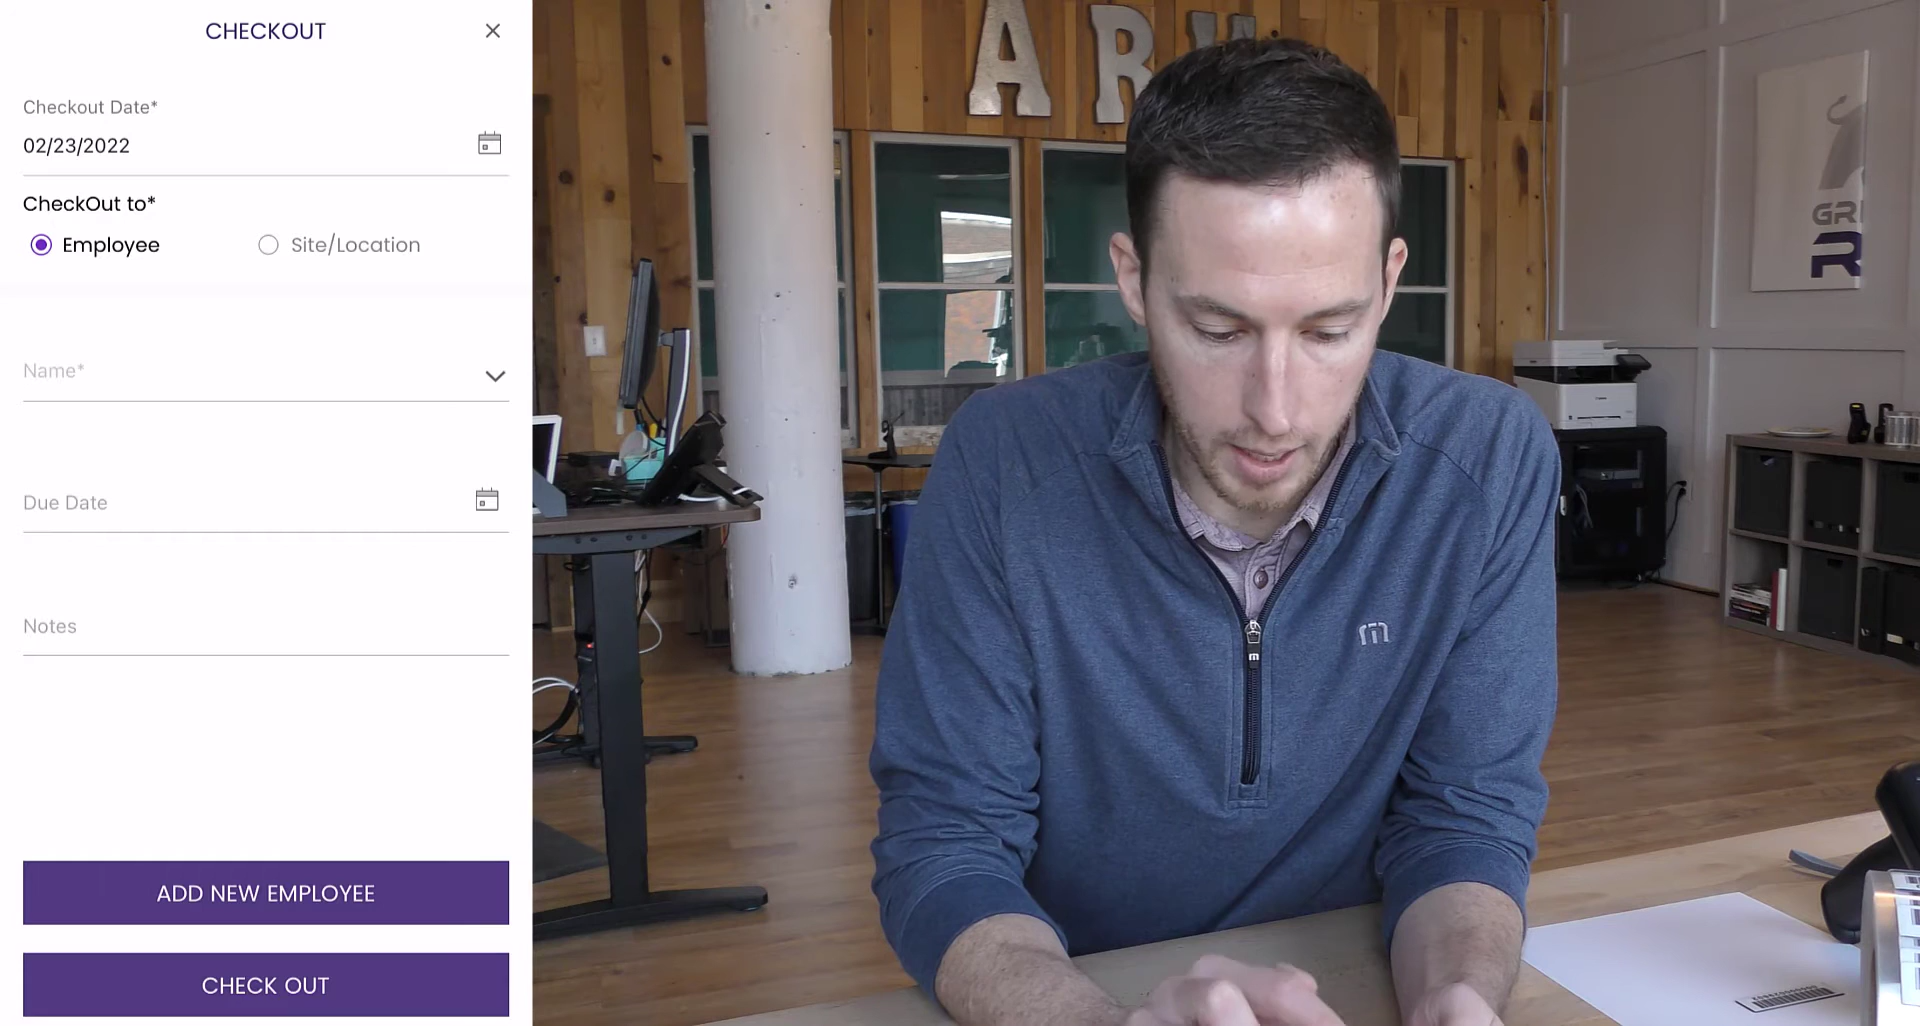 CHECKOUT
Checkout Date*
02/23/2022
CheckOut to*
Employee
Site/Location
Name*
Due Date
Notes
ADD NEW EMPLOYEE
CHECK OUT
AR
GRI
R
m
m